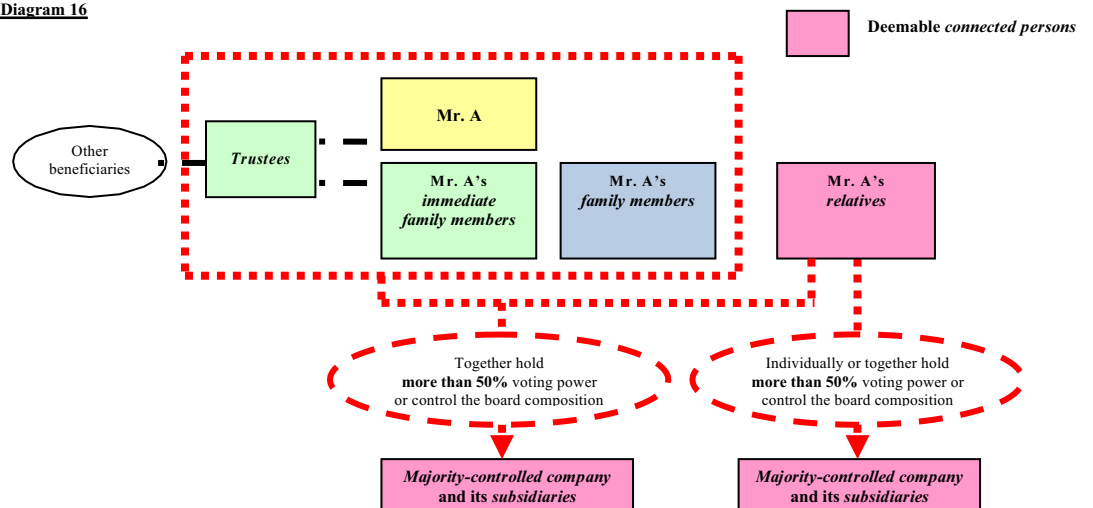 Diagram 16
Deemable connected persons
Mr. A
Other
beneficiaries
Trustees
Mr. A’s
immediate
family members
Mr. A’s
family members
Mr. A’s
relatives
Together hold
more than 50% voting power
or control the board composition
Individually or together hold
more than 50% voting power or
control the board composition
Majority-controlled company
and its subsidiaries
Majority-controlled company
and its subsidiaries